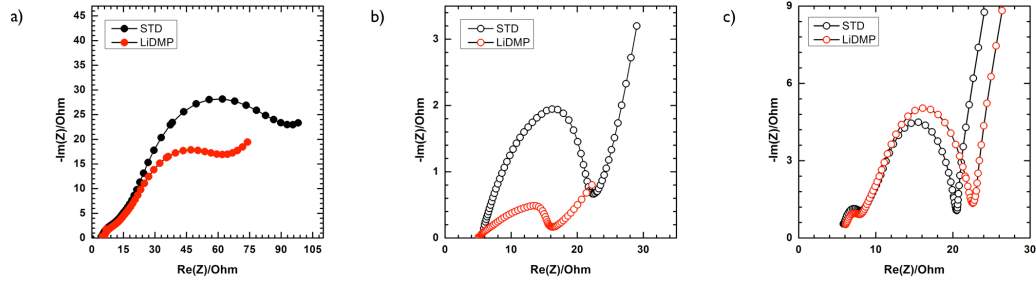 a)
STD
LiDMP
45
40
35
30
25
20
15
10
5
0
0 15 30 45 60 75 90 105
-Im(Z)/Ohm
Re(Z)/Ohm
b)
STD
LiDMP
3
2
1
0
0 10 20 30
-Im(Z)/Ohm
Re(Z)/Ohm
c)
STD
LiDMP
9
6
3
0
0 10 20 30
-Im(Z)/Ohm
Re(Z)/Ohm